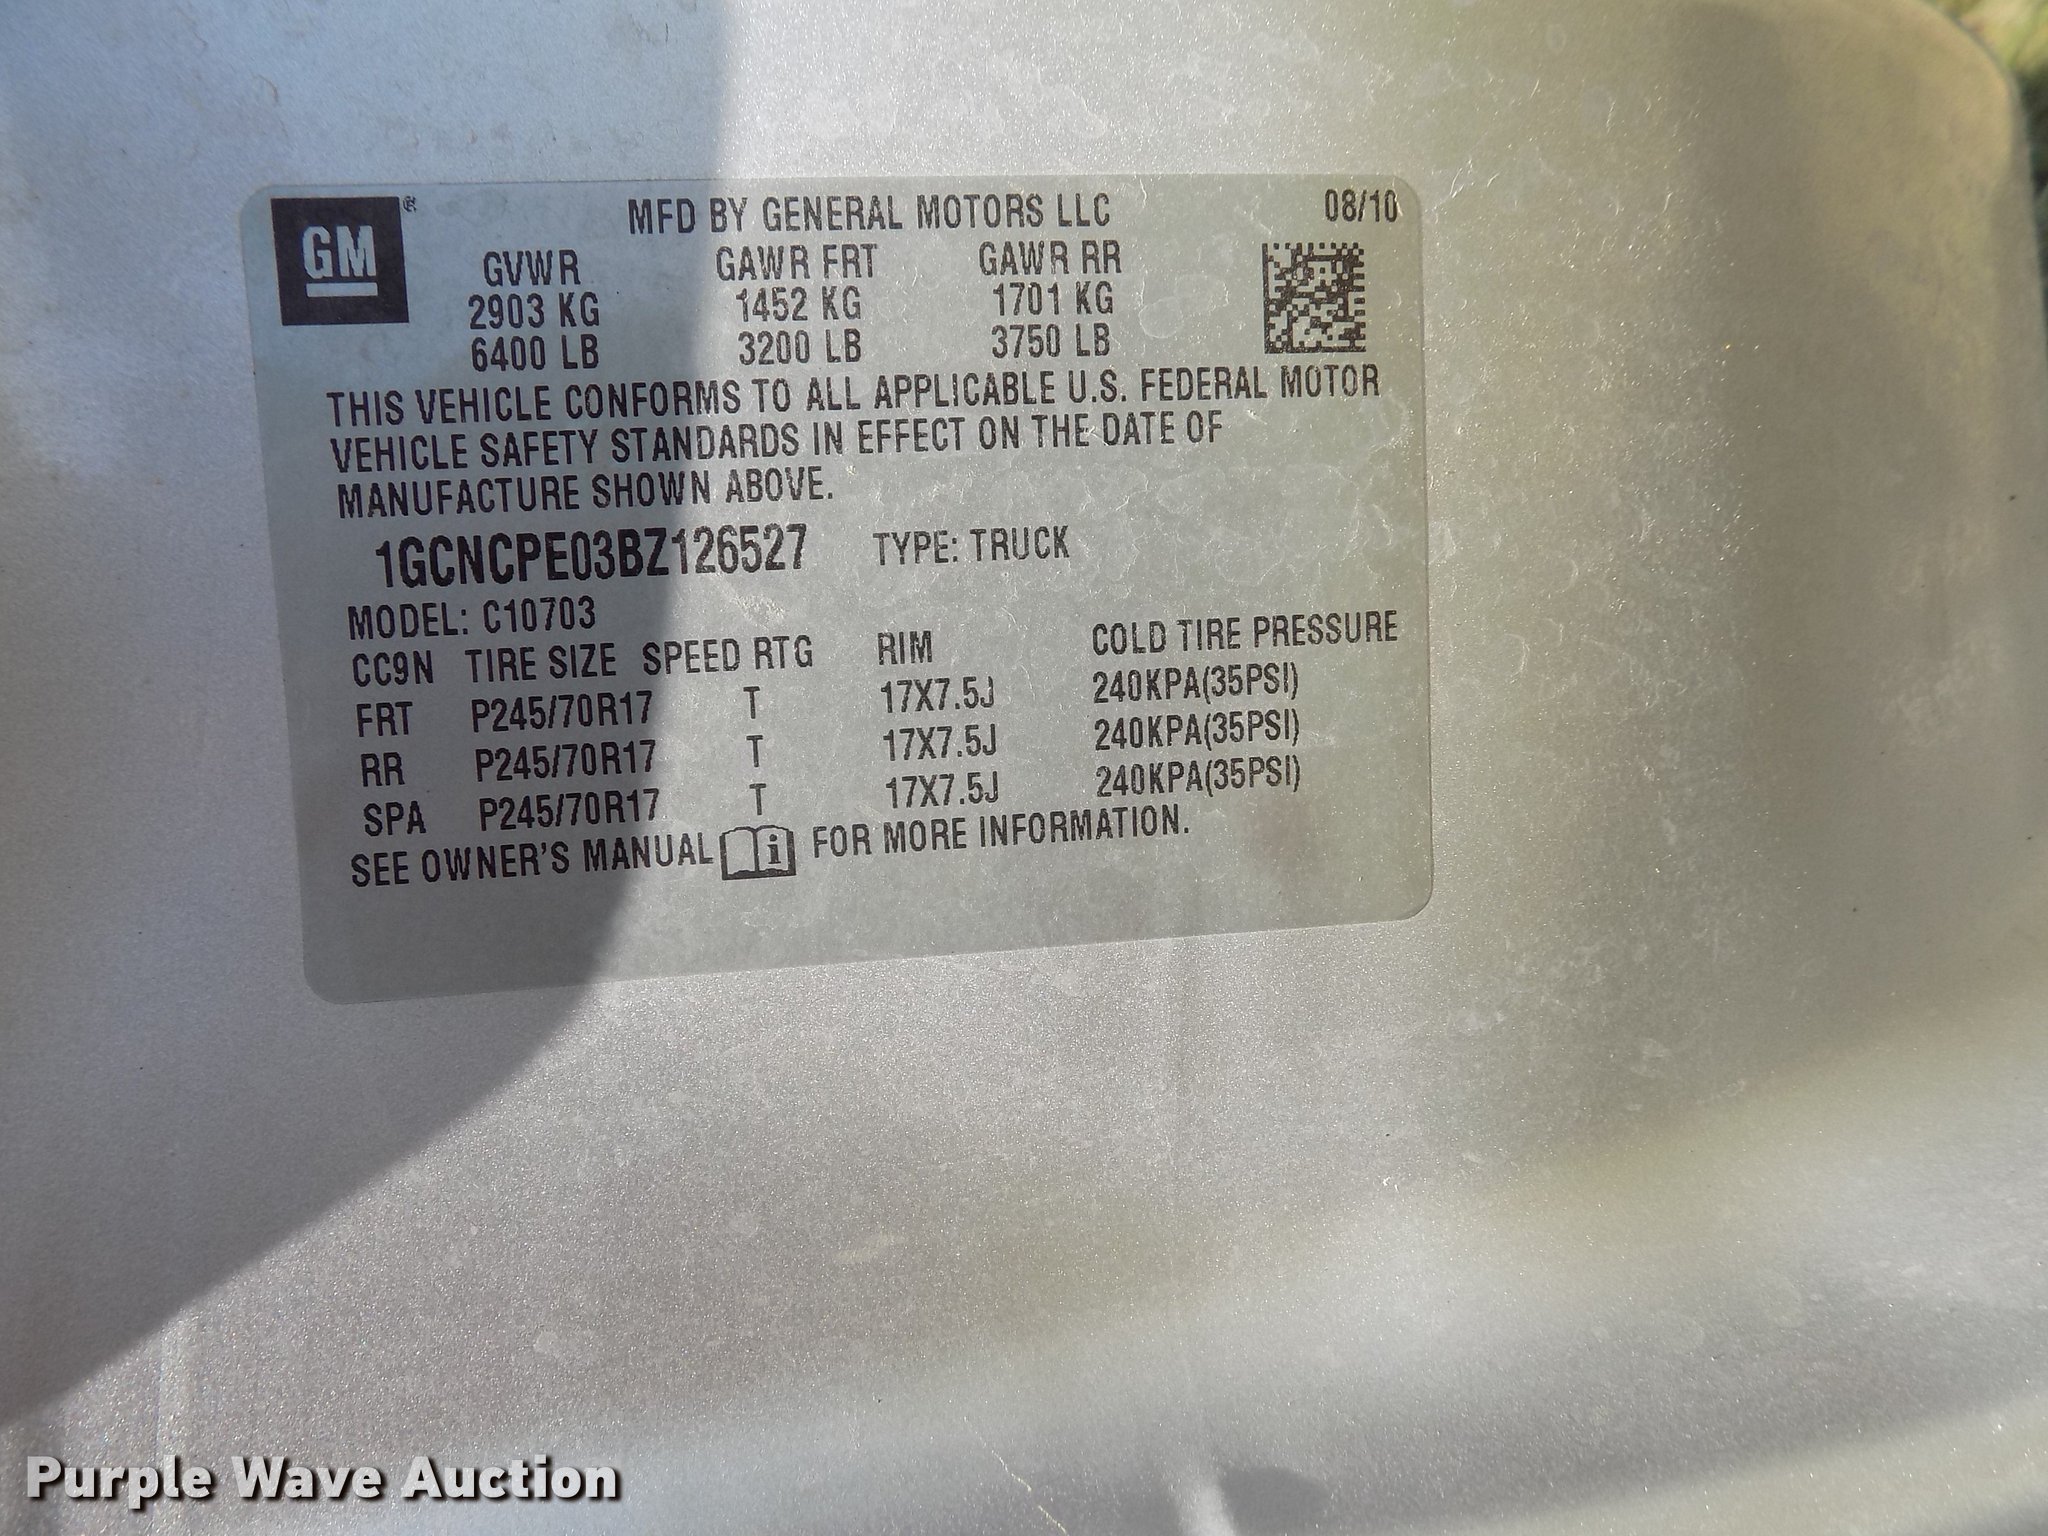 GM®
MFD BY GENERAL MOTORS LLC 08/10
GVWR GAWR FRT GAWR RR
2903 KG 1452 KG 1701 KG
6400 LB 3200 LB 3750 LB
THIS VEHICLE CONFORMS TO ALL APPLICABLE U.S. FEDERAL MOTOR
VEHICLE SAFETY STANDARDS IN EFFECT ON THE DATE OF
MANUFACTURE SHOWN ABOVE.
1GCNCPE03BZ126527 TYPE: TRUCK
MODEL: C10703
CC9N TIRE SIZE SPEED RTG RIM COLD TIRE PRESSURE
FRT P245/70R17 T 17X7.5J 240KPA(35PSI)
RR P245/70R17 T 17X7.5J 240KPA(35PSI)
SPA P245/70R17 T 17X7.5J 240KPA(35PSI)
SEE OWNER'S MANUAL i FOR MORE INFORMATION.
Purple Wave Auction